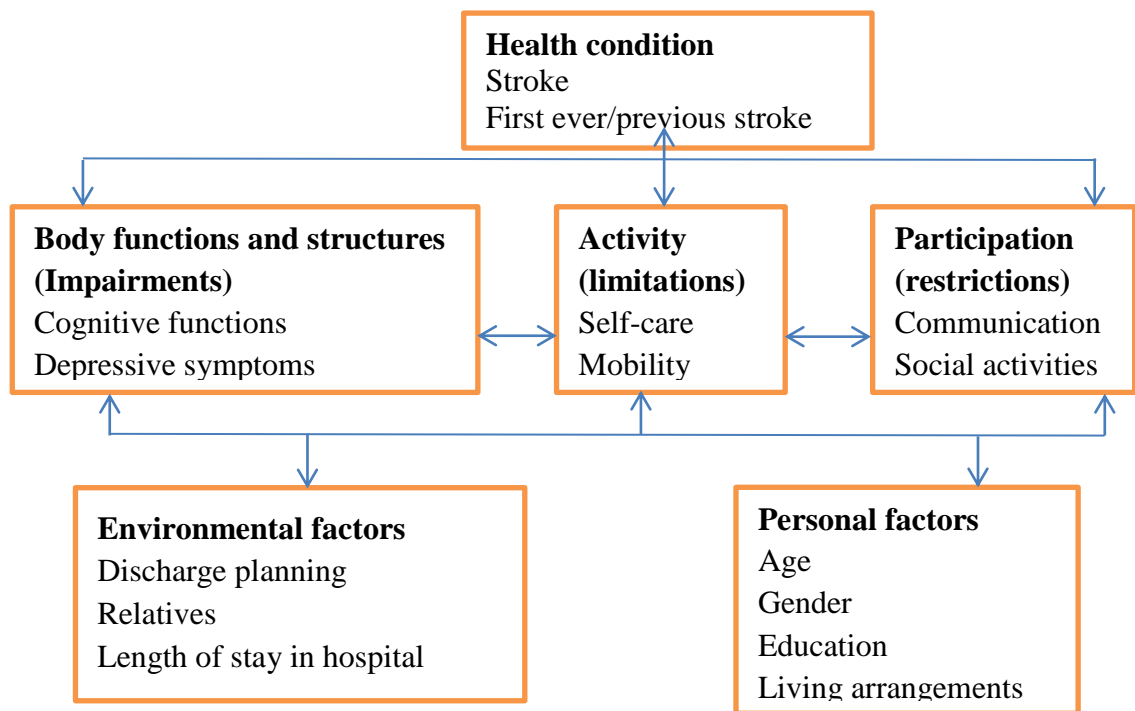 Health condition
Stroke
First ever/previous stroke
Body functions and structures
(Impairments)
Cognitive functions
Depressive symptoms
Activity
(limitations)
Self-care
Mobility
Participation
(restrictions)
Communication
Social activities
Environmental factors
Discharge planning
Relatives
Length of stay in hospital
Personal factors
Age
Gender
Education
Living arrangements